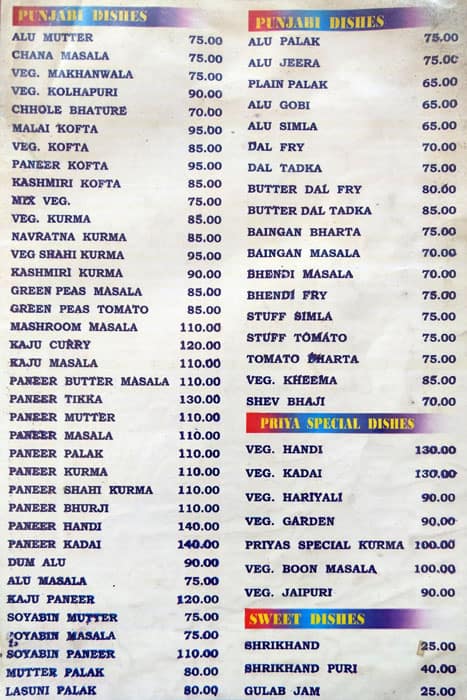 PUNJABI DISHES
ALU MUTTER 75.00
CHANA MASALA 75.00
VEG. MAKHANWALA 75.00
VEG. KOLHAPURI 90.00
CHHOLE BHATURE 70.00
MALAI KOFTA 95.00
VEG. KOFTA 85.00
PANEER KOFTA 95.00
KASHMIRI KOFTA 85.00
MIX VEG. 75.00
VEG. KURMA 85.00
NAVRATNA KURMA 85.00
VEG SHAHI KURMA 95.00
KASHMIRI KURMA 90.00
GREEN PEAS MASALA 85.00
GREEN PEAS TOMATO 85.00
MASHROOM MASALA 110.00
KAJU CURRY 120.00
KAJU MASALA 110.00
PANEER BUTTER MASALA 110.00
PANEER TIKKA 130.00
PANEER MUTTER 110.00
PANEER MASALA 110.00
PANEER PALAK 110.00
PANEER KURMA 110.00
PANEER SHAHI KURMA 110.00
PANEER BHURJI 110.00
PANEER HANDI 140.00
PANEER KADAI 140.00
DUM ALU 90.00
ALU MASALA 75.00
KAJU PANEER 120.00
SOYABIN MUTTER 75.00
SOYABIN MASALA 75.00
SOYABIN PANEER 110.00
MUTTER PALAK 80.00
LASUNI PALAK 80.00
PUNJABI DISHES
ALU PALAK 75.00
ALU JEERA 75.00
PLAIN PALAK 65.00
ALU GOBI 65.00
ALU SIMLA 65.00
DAL FRY 70.00
DAL TADKA 75.00
BUTTER DAL FRY 80.00
BUTTER DAL TADKA 85.00
BAINGAN BHARTA 75.00
BAINGAN MASALA 70.00
BHENDI MASALA 70.00
BHENDI FRY 75.00
STUFF SIMLA 75.00
STUFF TOMATO 75.00
TOMATO BHARTA 75.00
VEG. KHEEMA 85.00
SHEV BHAJI 70.00
PRIYA SPECIAL DISHES
VEG. HANDI 130.00
VEG. KADAI 130.00
VEG. HARIYALI 90.00
VEG. GARDEN 90.00
PRIYAS SPECIAL KURMA 100.00
VEG. BOON MASALA 100.00
VEG. JAIPURI 90.00
SWEET DISHES
SHRIKHAND 25.00
SHRIKHAND PURI 40.00
GULAB JAM 25.00